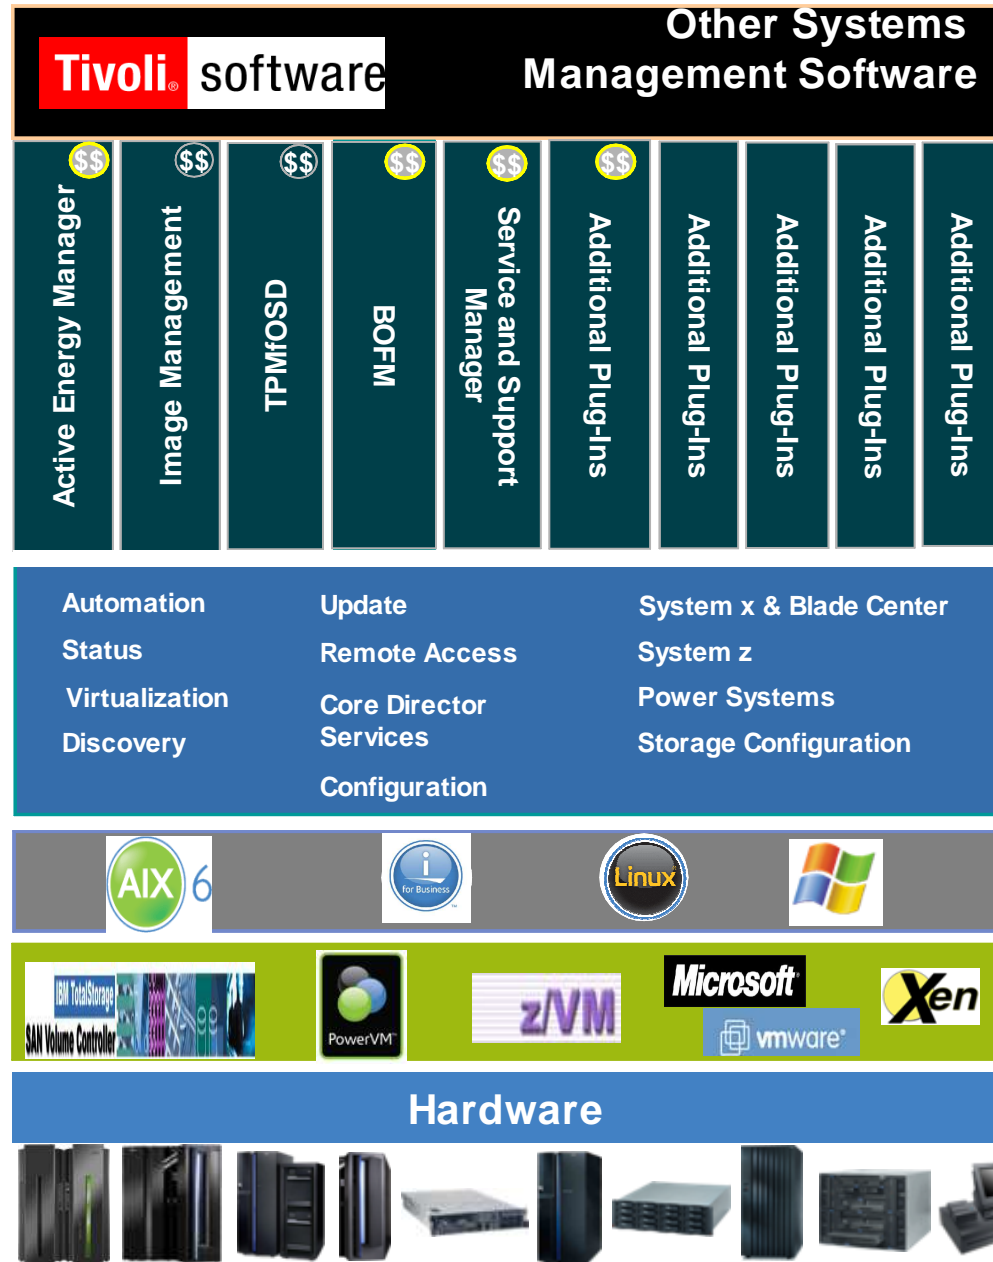 Other Systems
Management Software
Tivoli® software
$$
$$
$$
$$
$$
$$
Active Energy Manager
Image Management
TPMfOSD
BOFM
Service and Support
Manager
Additional Plug-Ins
Additional Plug-Ins
Additional Plug-Ins
Additional Plug-Ins
Additional Plug-Ins
Automation
Status
Virtualization
Discovery
Update
Remote Access
Core Director
Services
Configuration
System x & Blade Center
System z
Power Systems
Storage Configuration
AIX 6
i
for Business
Linux
IBM TotalStorage
SAN Volume Controller
PowerVM™
z/VM
Microsoft
vmware®
Xen
Hardware